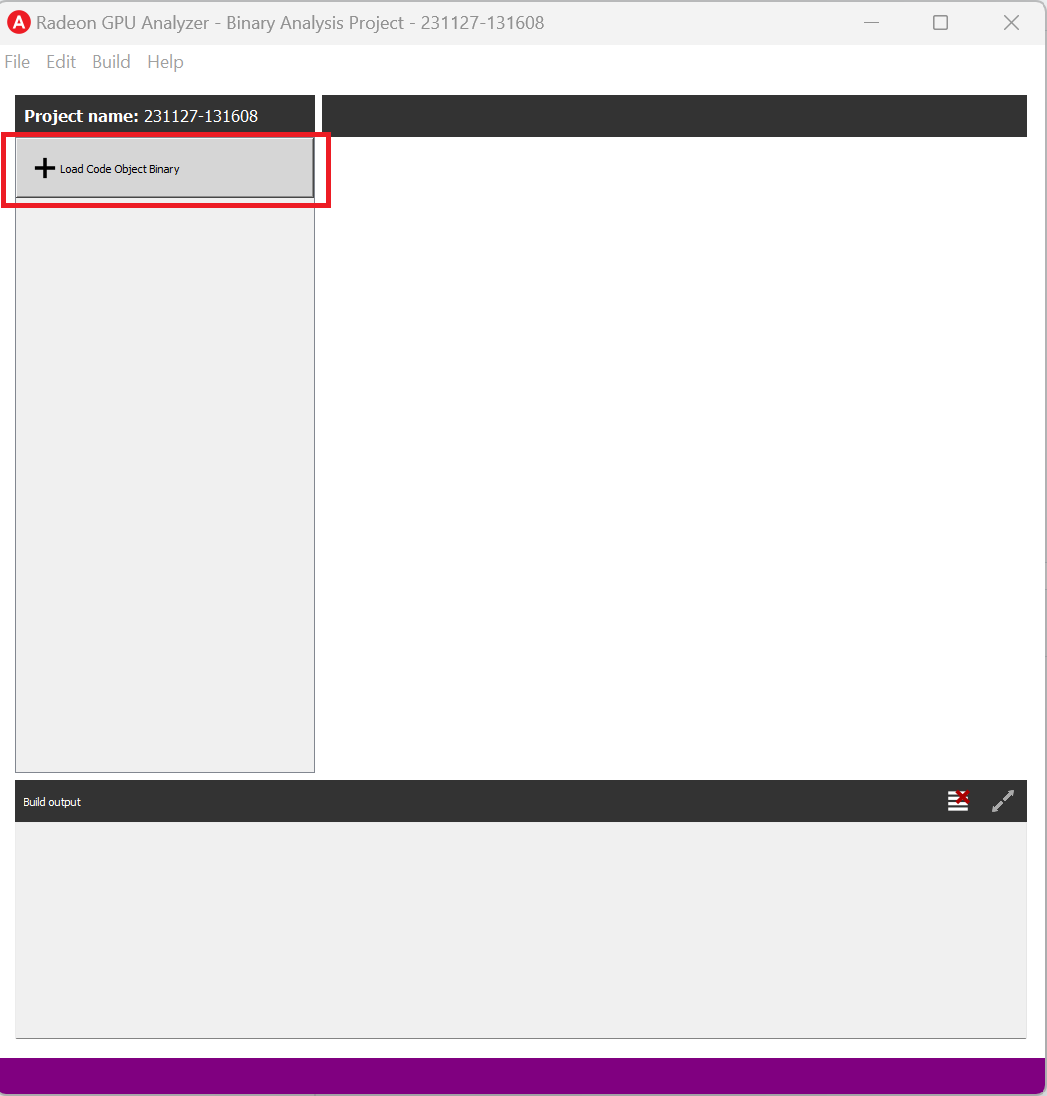 Radeon GPU Analyzer - Binary Analysis Project - 231127-131608
File Edit Build Help
Project name: 231127-131608
Load Code Object Binary
Build output